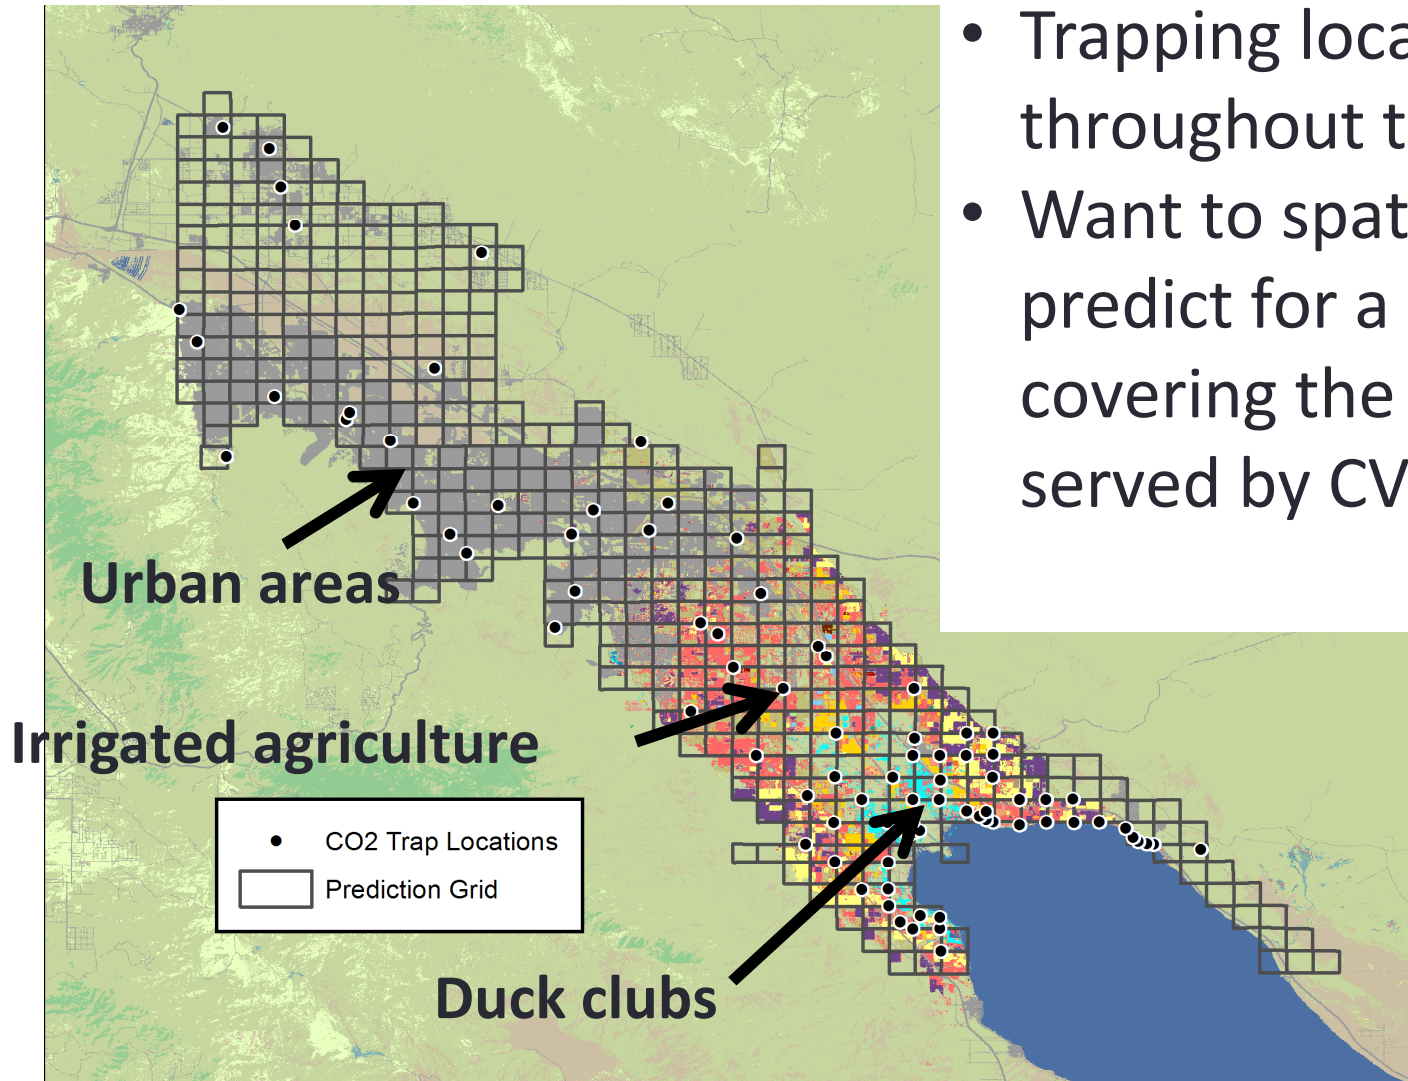 • Trapping loca
throughout t
• Want to spat
predict for a
covering the
served by CV
Urban areas
Irrigated agriculture
CO2 Trap Locations
Prediction Grid
Duck clubs